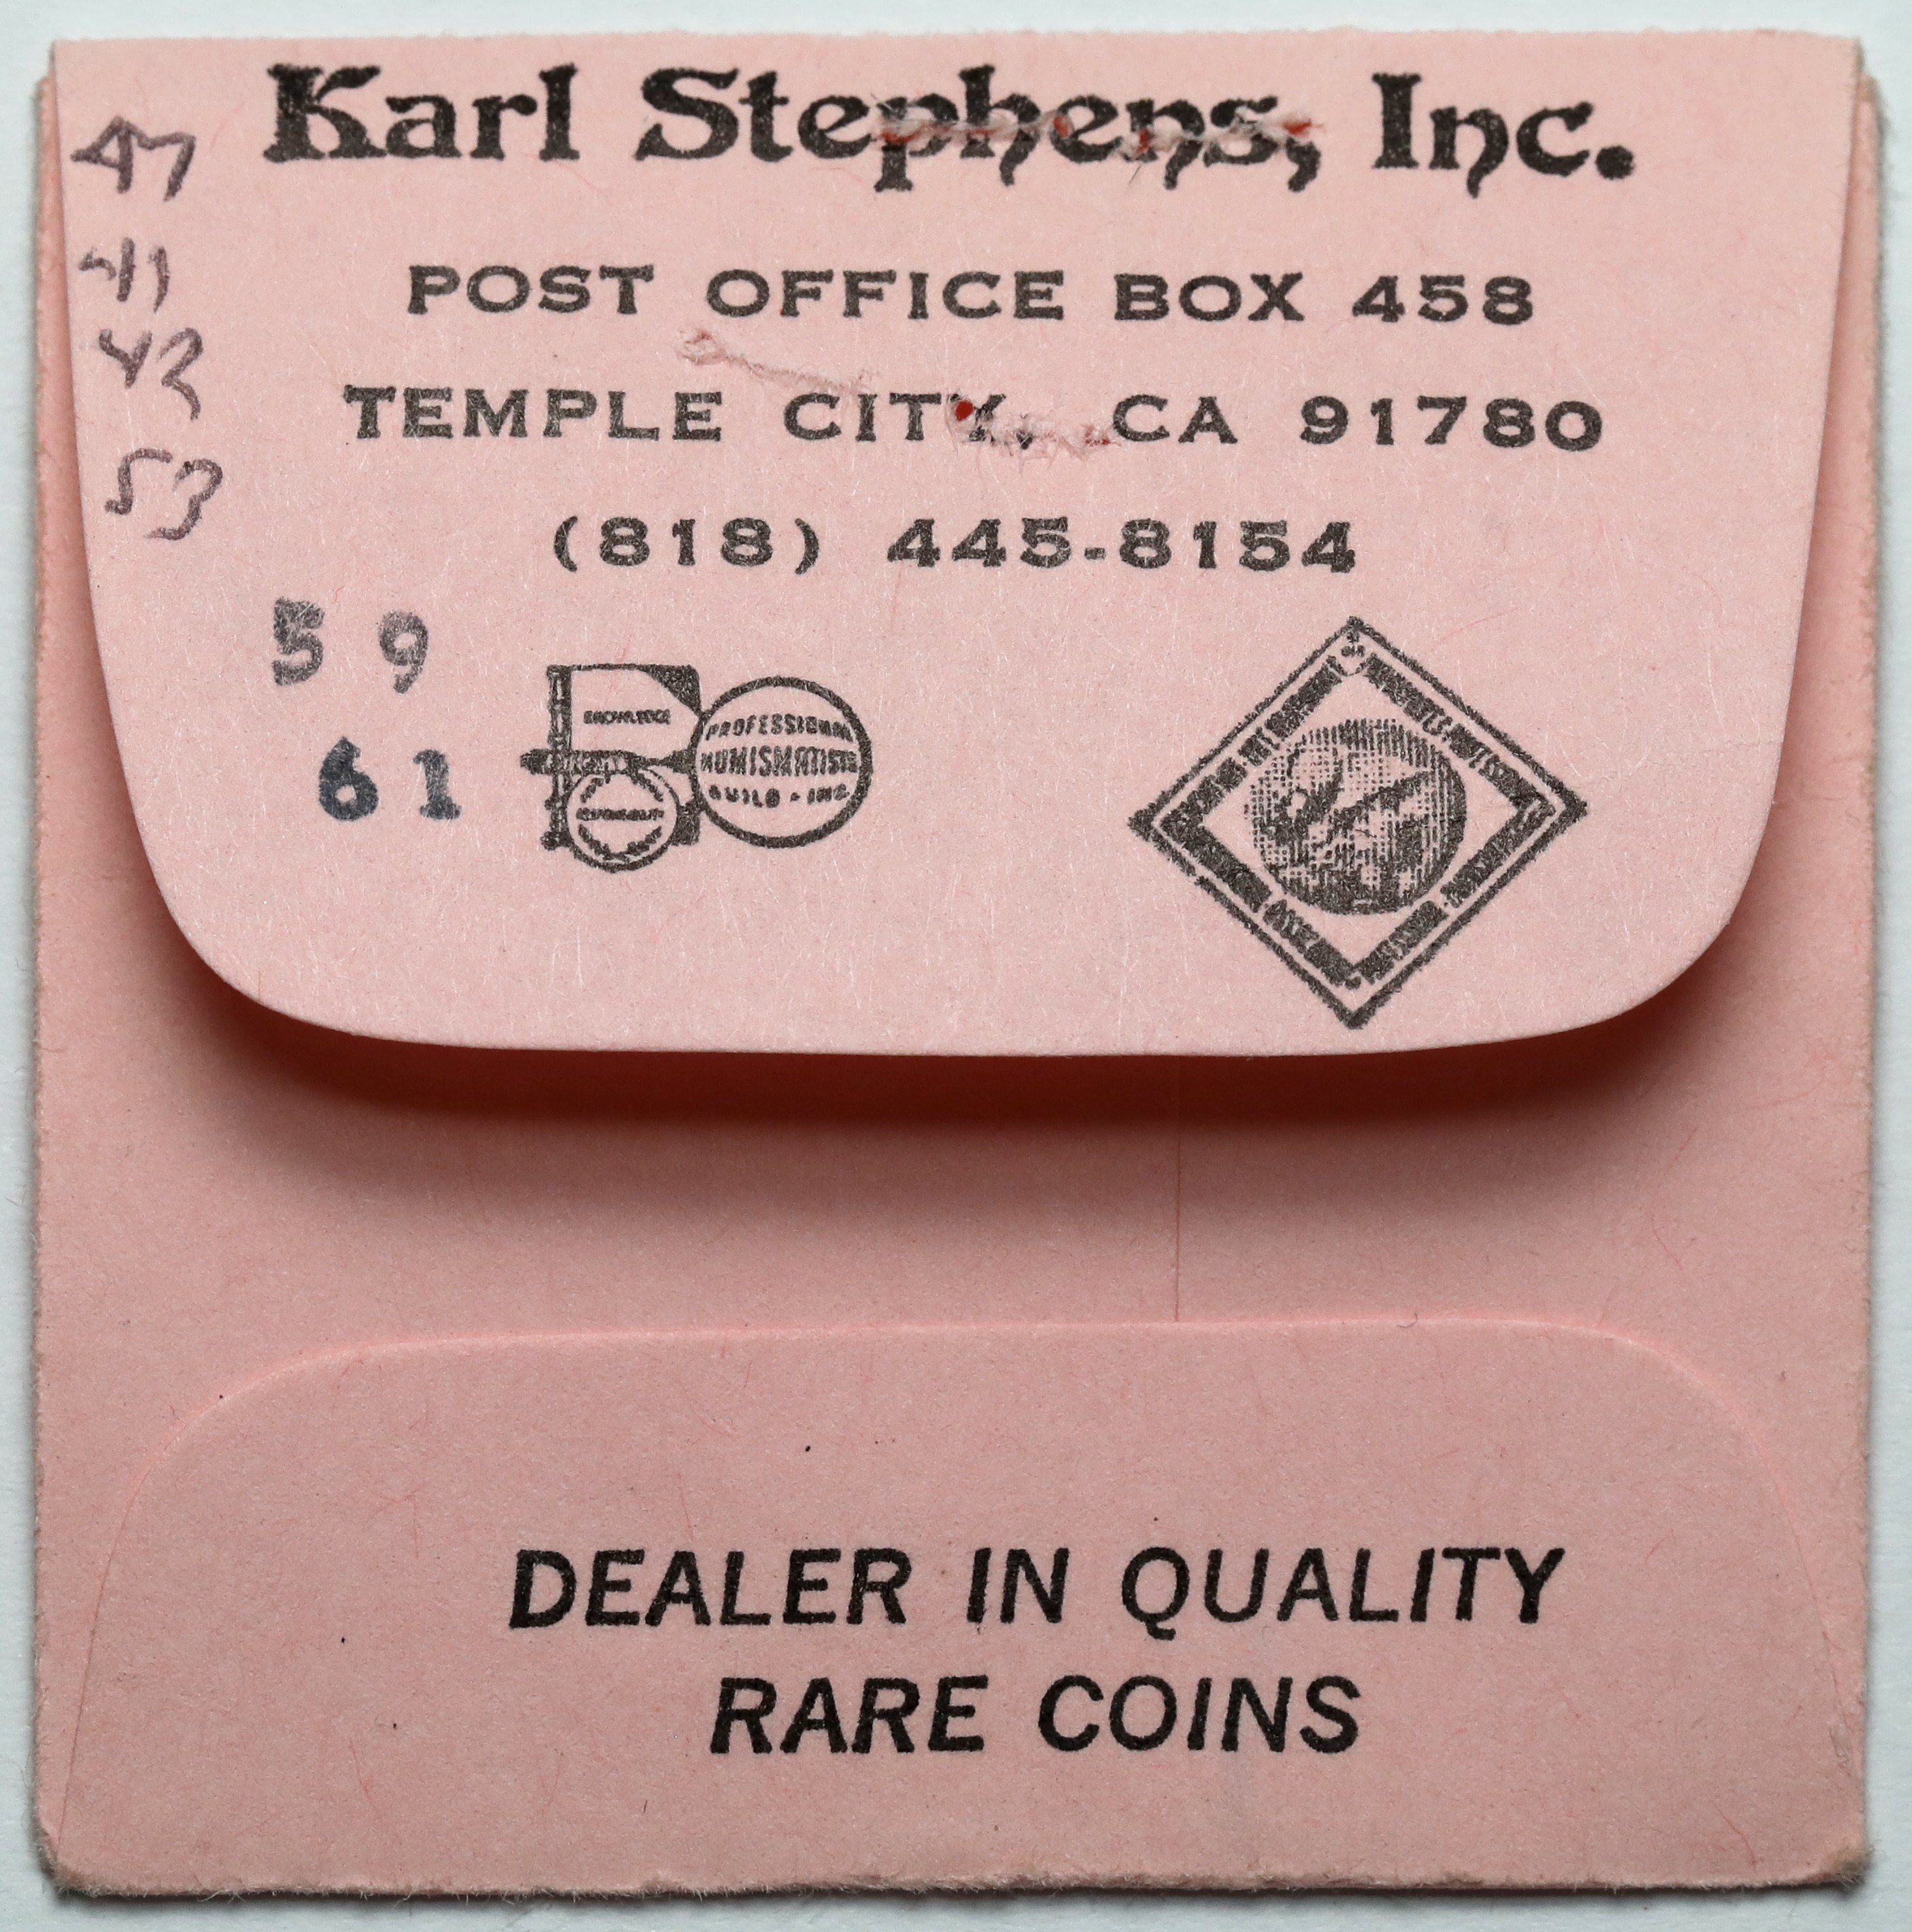 Karl Stephens, Inc.
47
POST OFFICE BOX 458
41
42
TEMPLE CITY, CA 91780
53
(818) 445-8154
59
61
KNOWLEDGE
PROFESSIONAL
NUMISMATISTS
GUILD - INC
DEALER IN QUALITY
RARE COINS